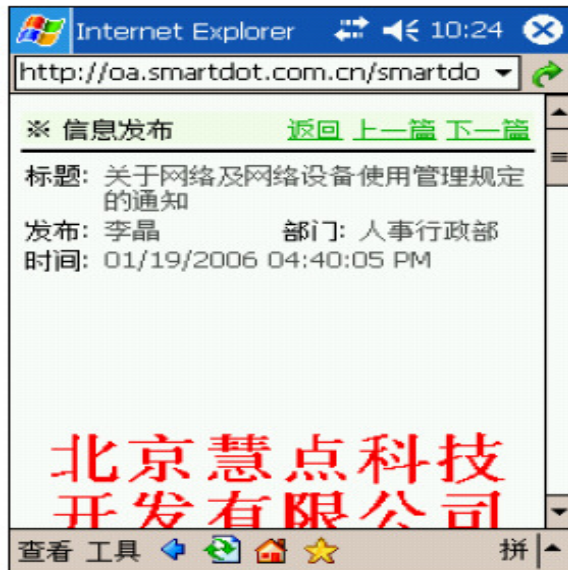 Internet Explorer 10:24
http://oa.smartdot.com.cn/smartdo
※ 信息发布 返回 上一篇 下一篇
标题: 关于网络及网络设备使用管理规定
的通知
发布: 李晶 部门: 人事行政部
时间: 01/19/2006 04:40:05 PM
北京慧点科技
开发有限公司
查看 工具 拼